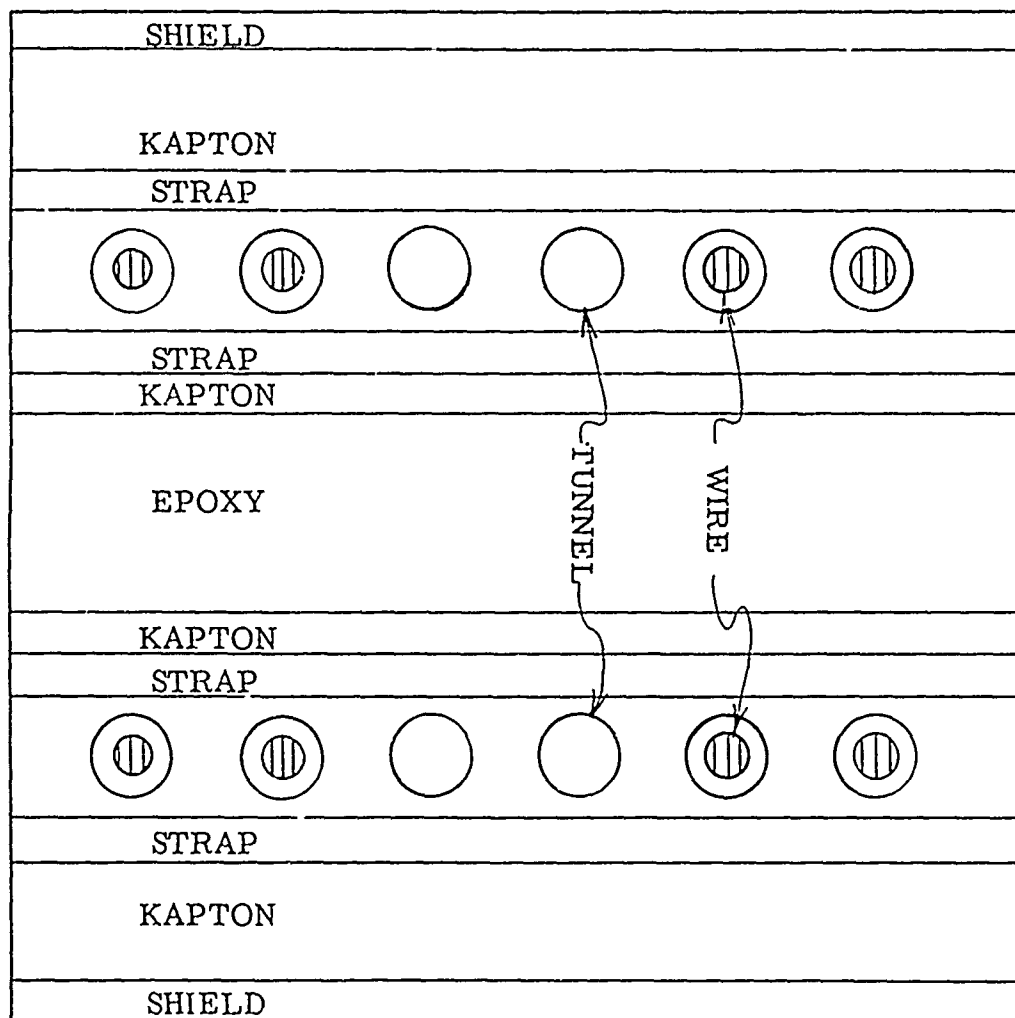 SHIELD
KAPTON
STRAP
STRAP
KAPTON
EPOXY
TUNNEL
WIRE
KAPTON
STRAP
STRAP
KAPTON
SHIELD